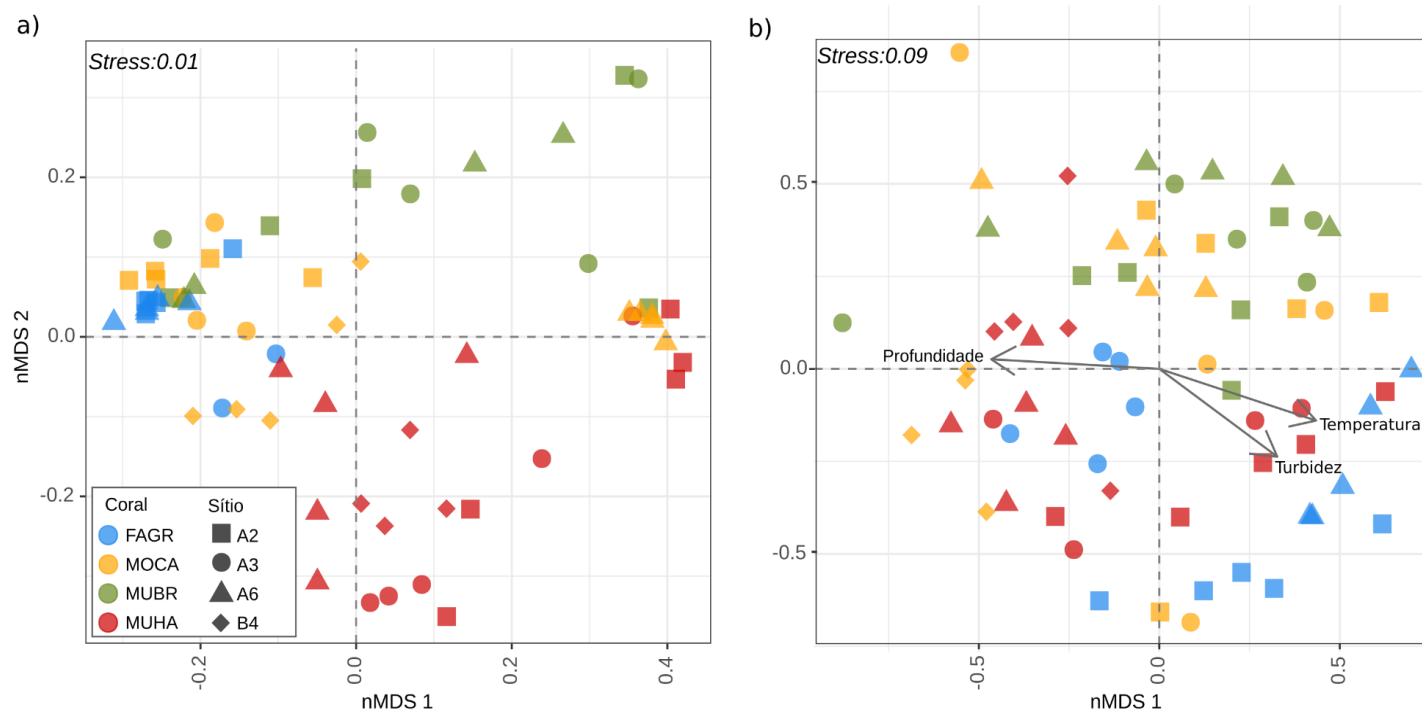 a)
Stress:0.01
nMDS 2
0.2
0.0
-0.2
Coral
Sítio
FAGR
A2
MOCA
A3
MUBR
A6
MUHA
B4
-0.2
0.0
0.2
0.4
nMDS 1
b)
Stress:0.09
0.5
0.0
-0.5
Profundidade
Temperatura
Turbidez
-0.5
0.0
0.5
nMDS 1